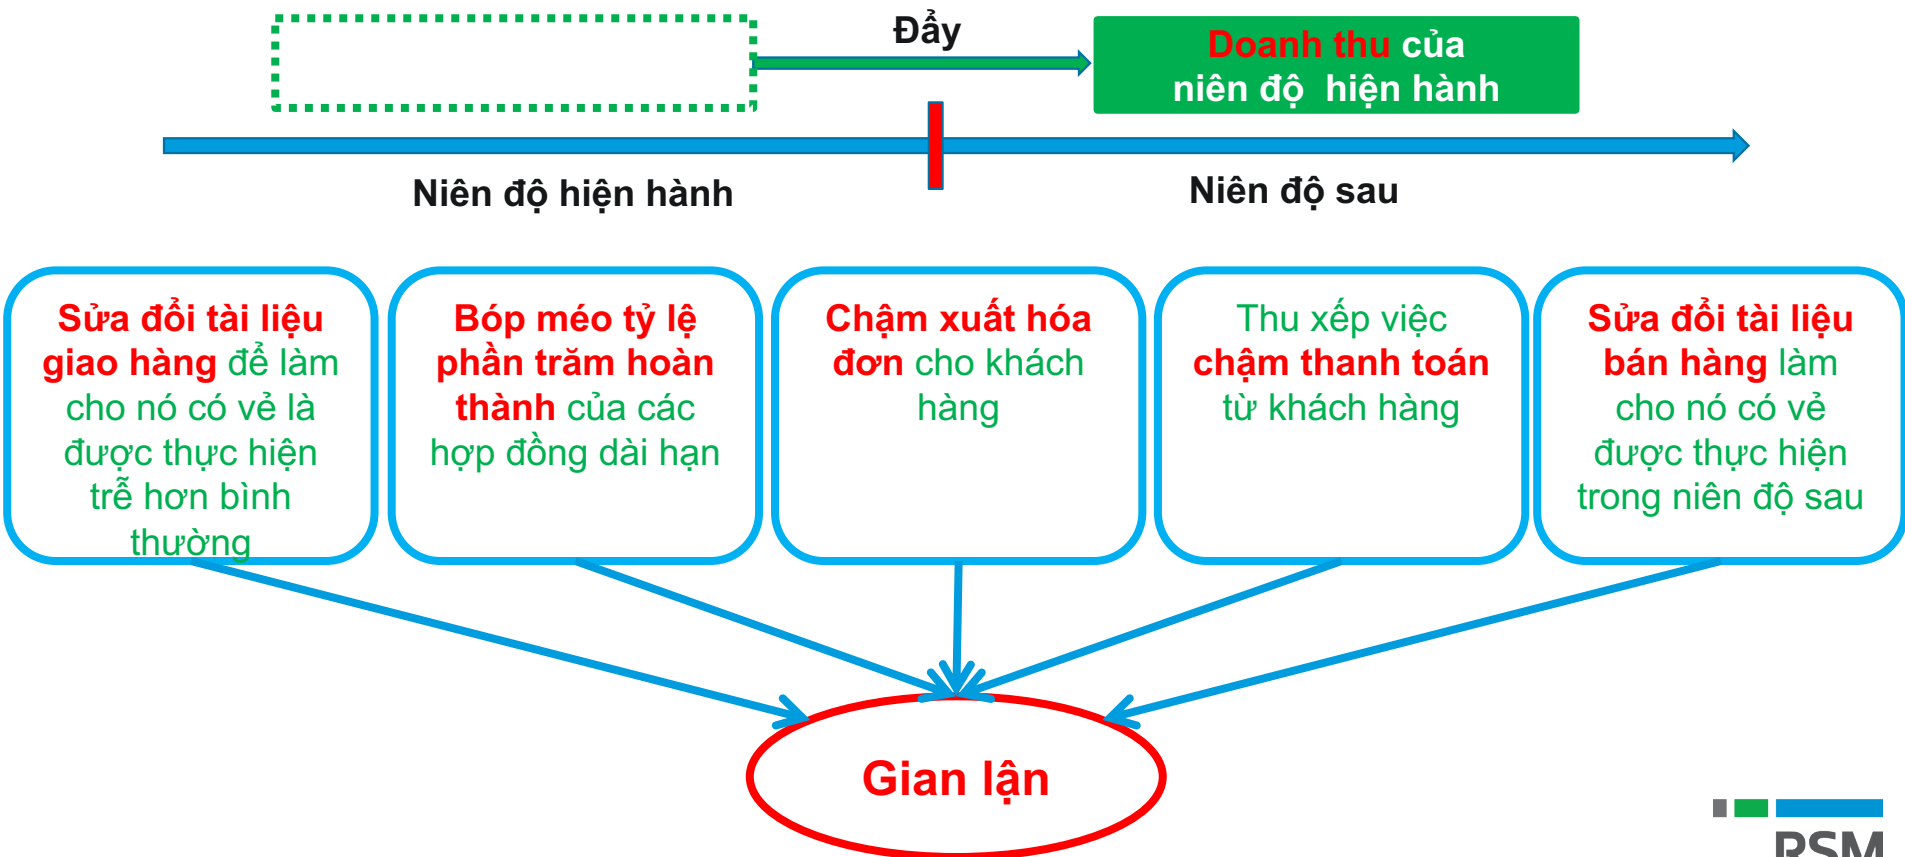 Đẩy
Doanh thu của
niên độ hiện hành
Niên độ hiện hành
Niên độ sau
Sửa đổi tài liệu
giao hàng để làm
cho nó có vẻ là
được thực hiện
trễ hơn bình
thường
Bóp méo tỷ lệ
phần trăm hoàn
thành của các
hợp đồng dài hạn
Chậm xuất hóa
đơn cho khách
hàng
Thu xếp việc
chậm thanh toán
từ khách hàng
Sửa đổi tài liệu
bán hàng làm
cho nó có vẻ
được thực hiện
trong niên độ sau
Gian lận
RSM